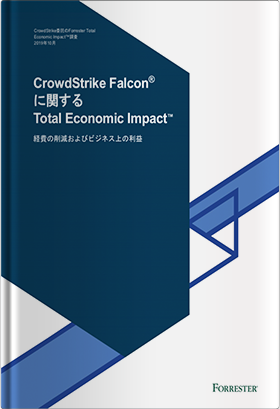 CrowdStrike委託のForrester Total
Economic Impact™調査
2019年10月
CrowdStrike Falcon®
に関する
Total Economic Impact™
経費の削減およびビジネス上の利益
FORRESTER®